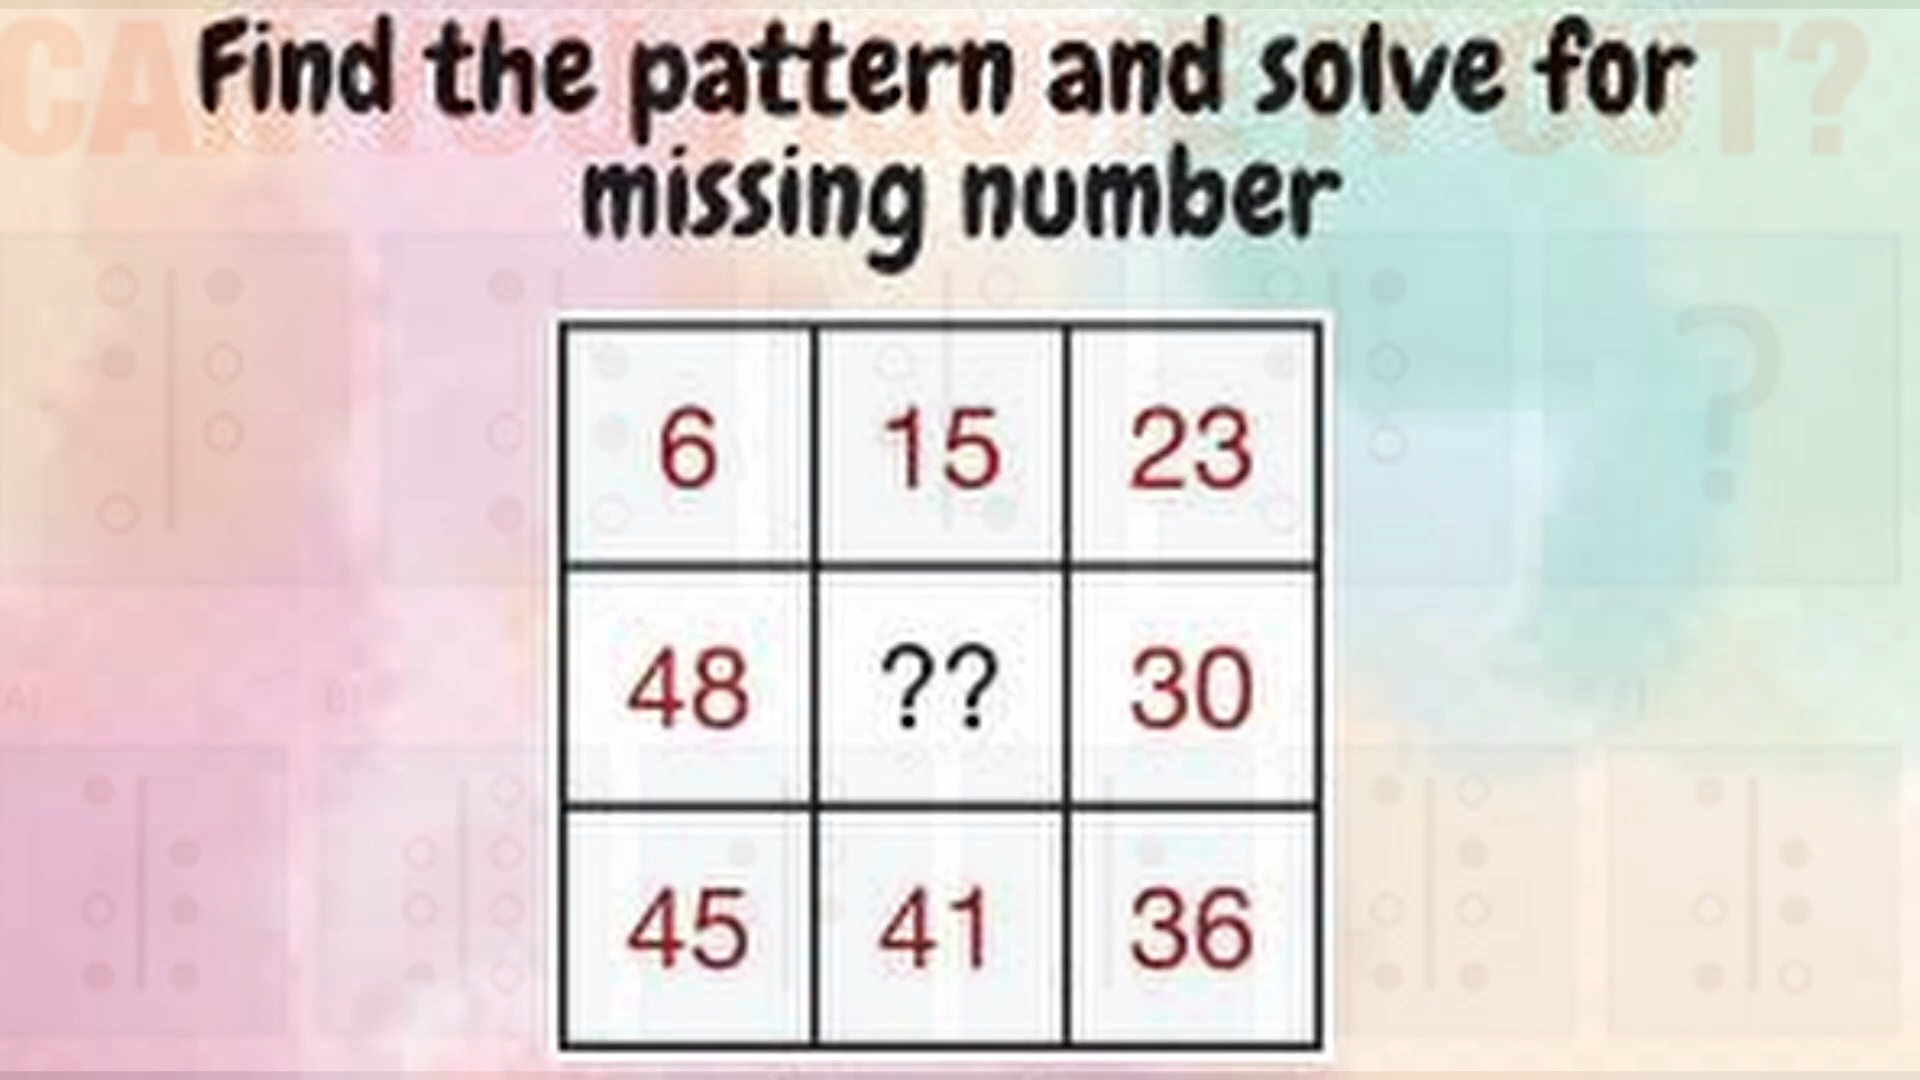 Find the pattern and solve for
missing number
6 15 23
48 ?? 30
45 41 36